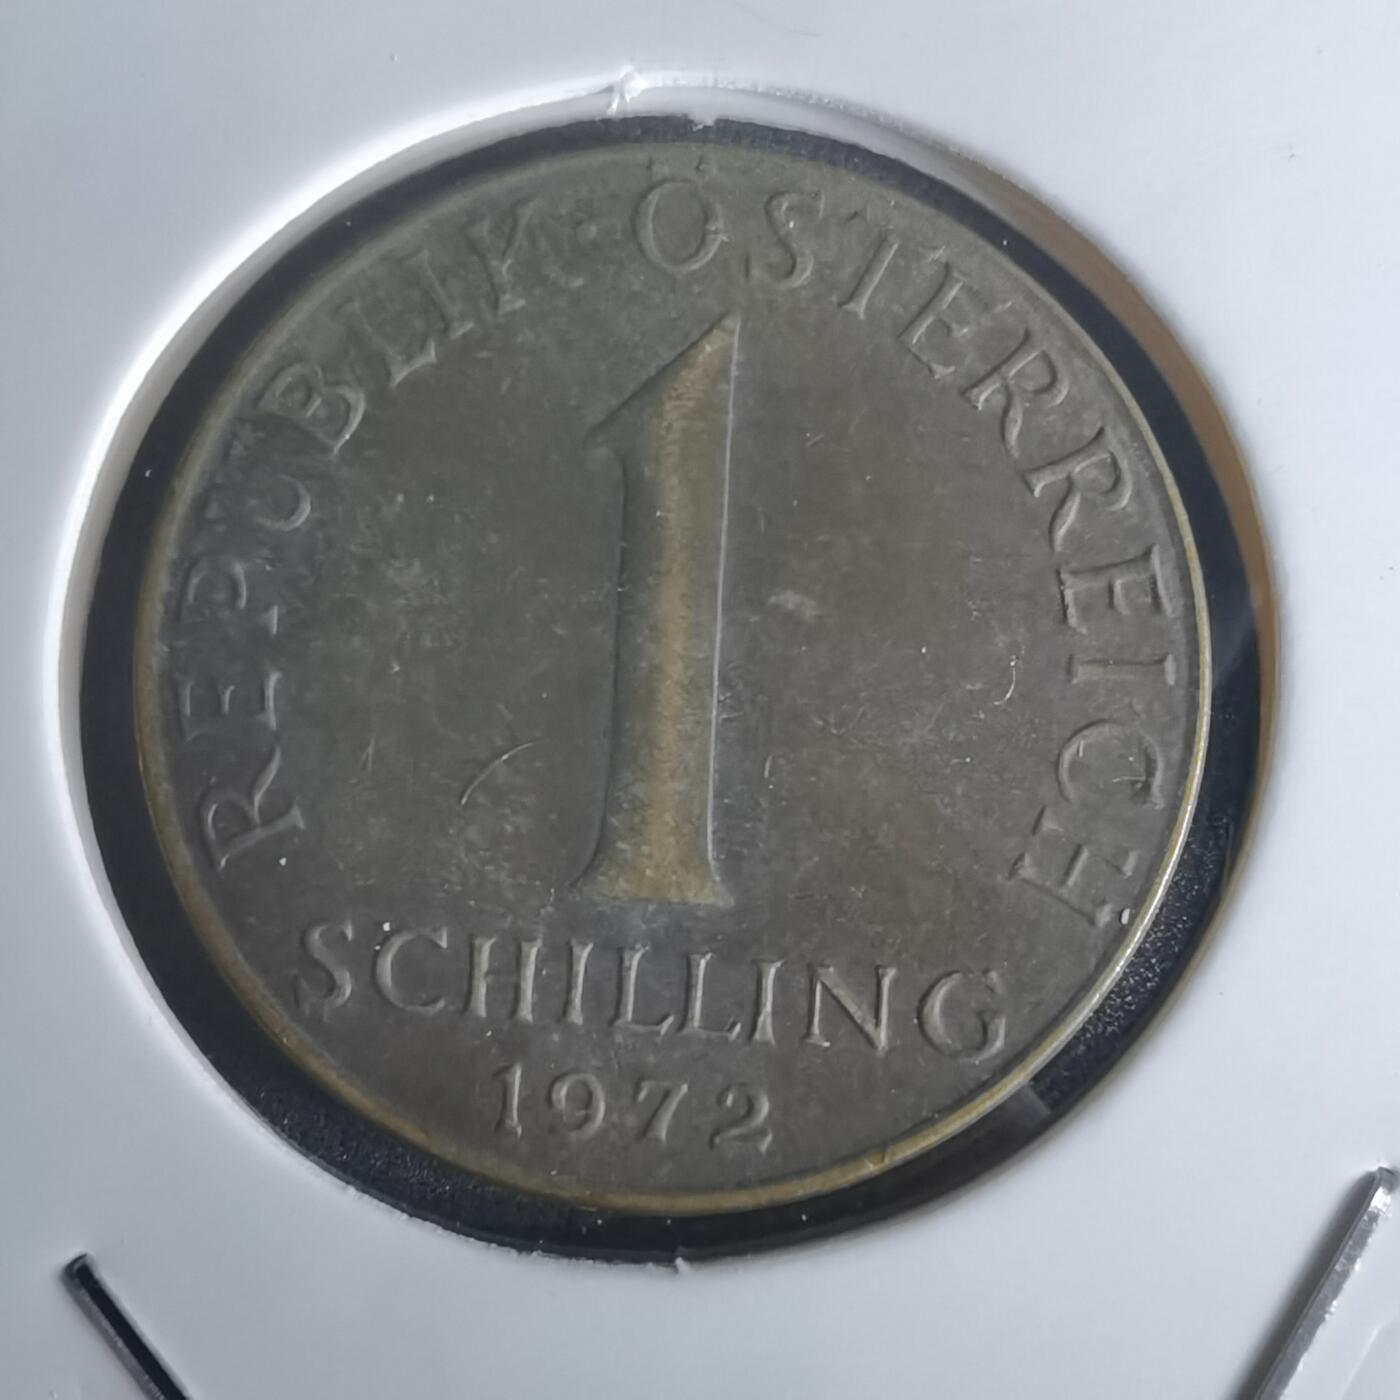 REPUBLIK · ÖSTERREICH
1
SCHILLING
1972